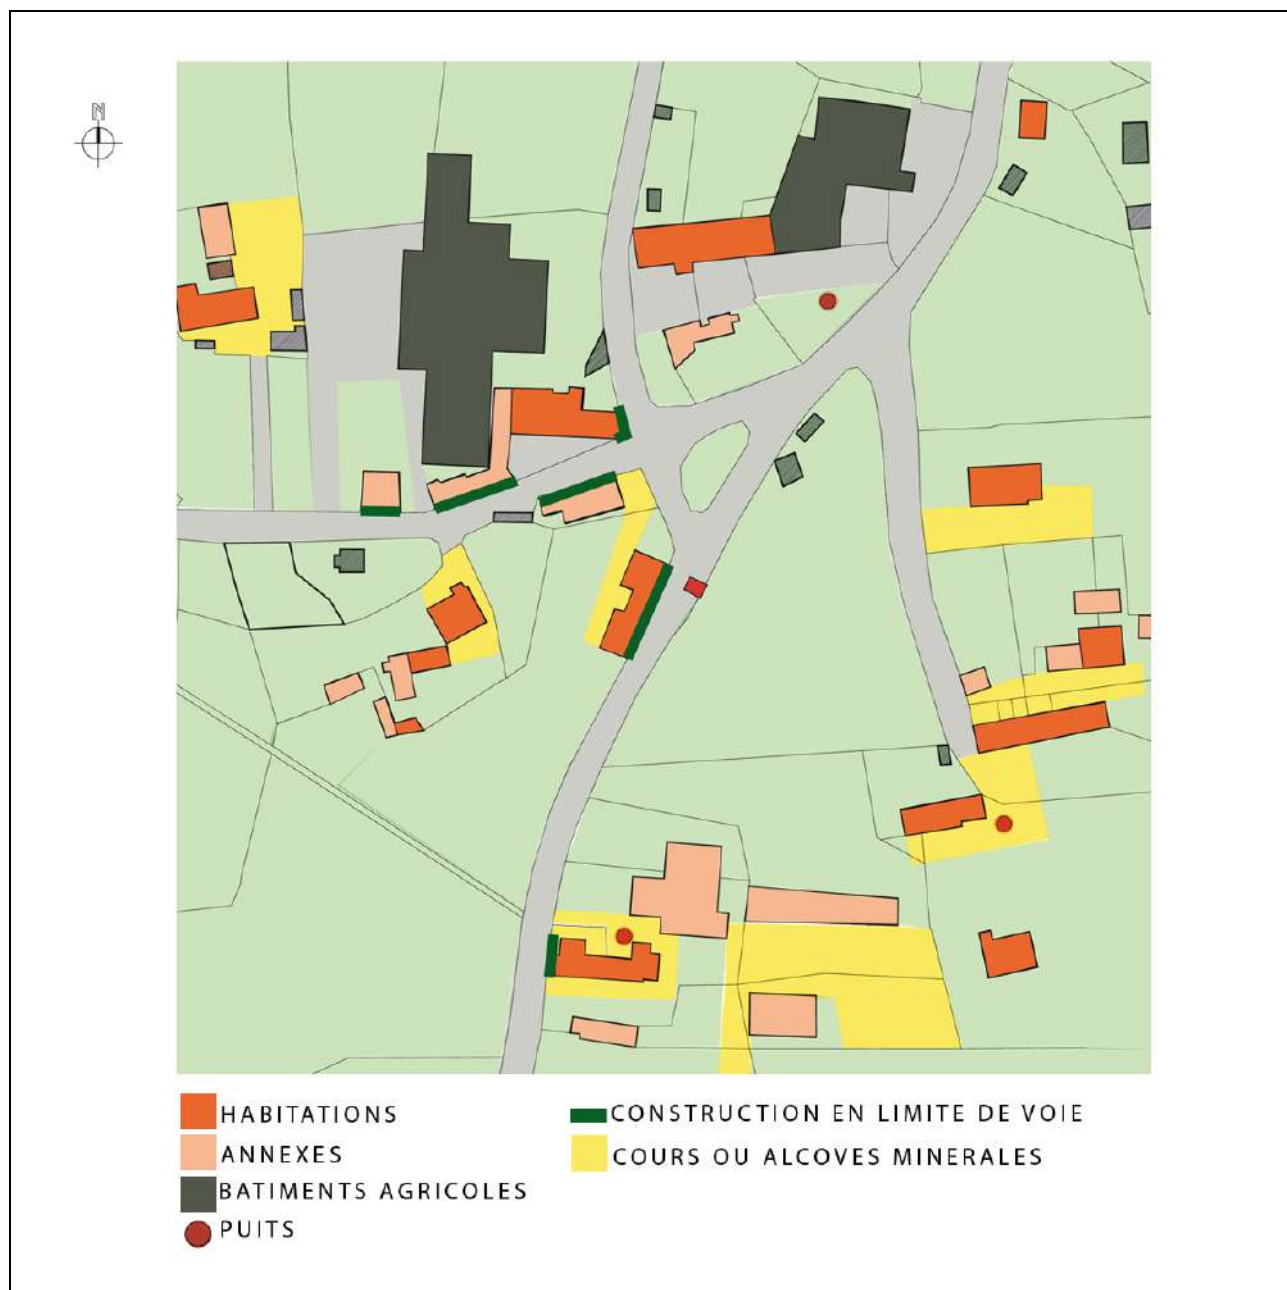 N
HABITATIONS
ANNEXES
BATIMENTS AGRICOLES
PUITS
CONSTRUCTION EN LIMITE DE VOIE
COURS OU ALCOVES MINERALES